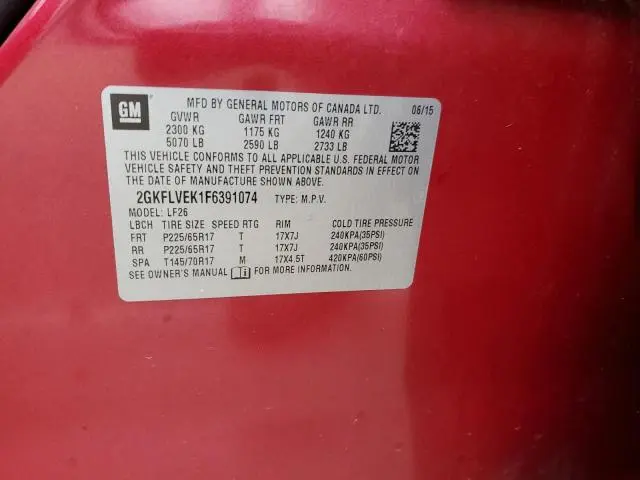 GM
MFD BY GENERAL MOTORS OF CANADA LTD. 06/15
GVWR GAWR FRT GAWR RR
2300 KG 1175 KG 1240 KG
5070 LB 2590 LB 2733 LB
THIS VEHICLE CONFORMS TO ALL APPLICABLE U.S. FEDERAL MOTOR
VEHICLE SAFETY AND THEFT PREVENTION STANDARDS IN EFFECT ON
THE DATE OF MANUFACTURE SHOWN ABOVE.
2GKFLVEK1F6391074 TYPE: M.P.V.
MODEL: LF26
LBCH TIRE SIZE SPEED RTG RIM COLD TIRE PRESSURE
FRT P225/65R17 T 17X7J 240KPA(35PSI)
RR P225/65R17 T 17X7J 240KPA(35PSI)
SPA T145/70R17 M 17X4.5T 420KPA(60PSI)
SEE OWNER'S MANUAL FOR MORE INFORMATION.